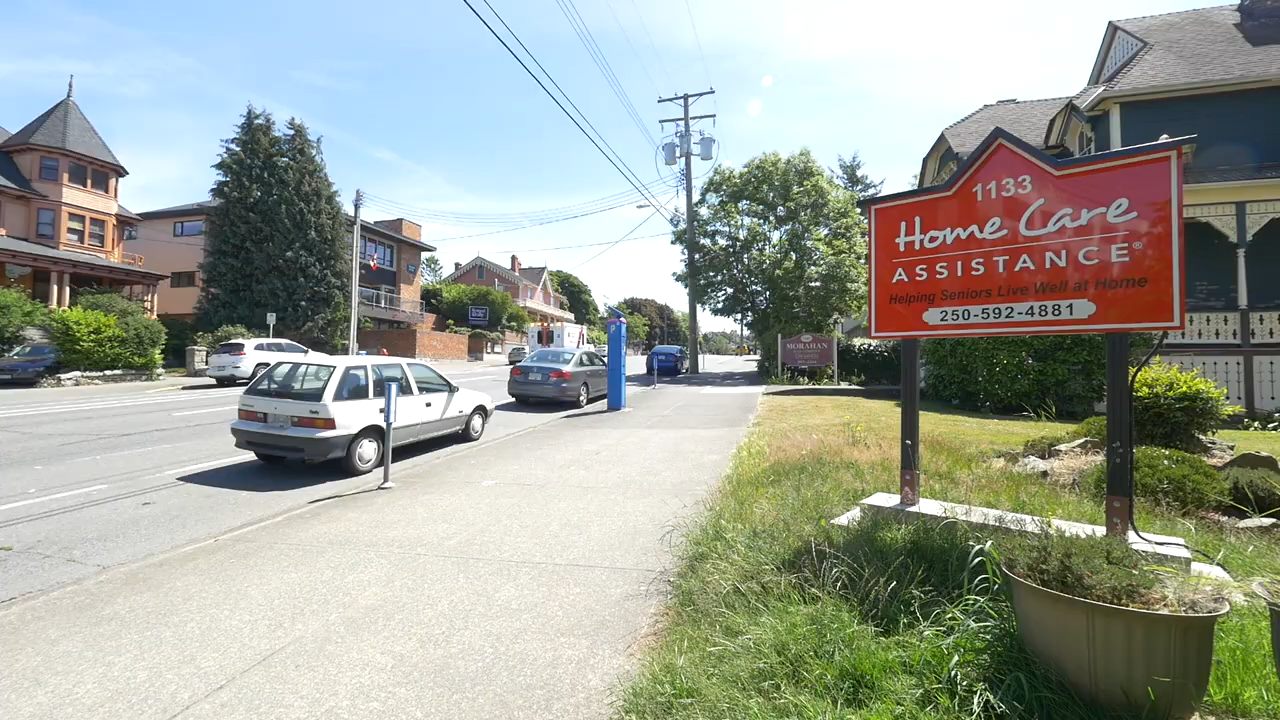 1133
Home Care
ASSISTANCE®
Helping Seniors Live Well at Home
250-592-4881
MORAHAN
P